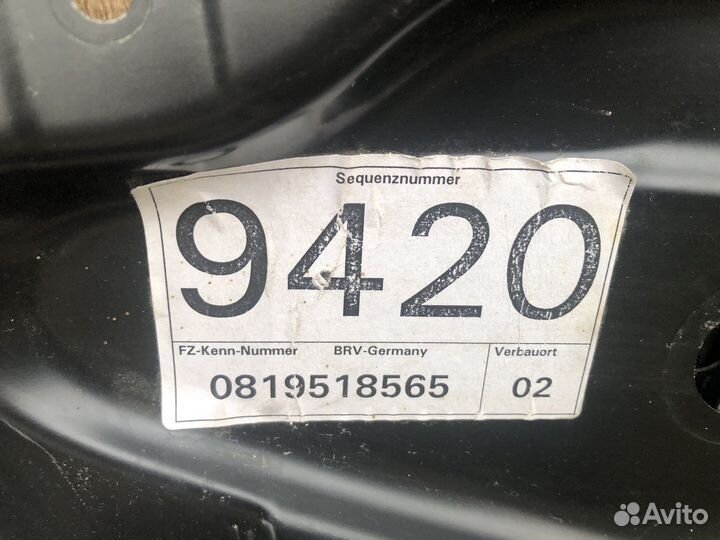 Sequenznummer
9420
FZ-Kenn-Nummer BRV-Germany Verbauort
0819518565 02
Avito